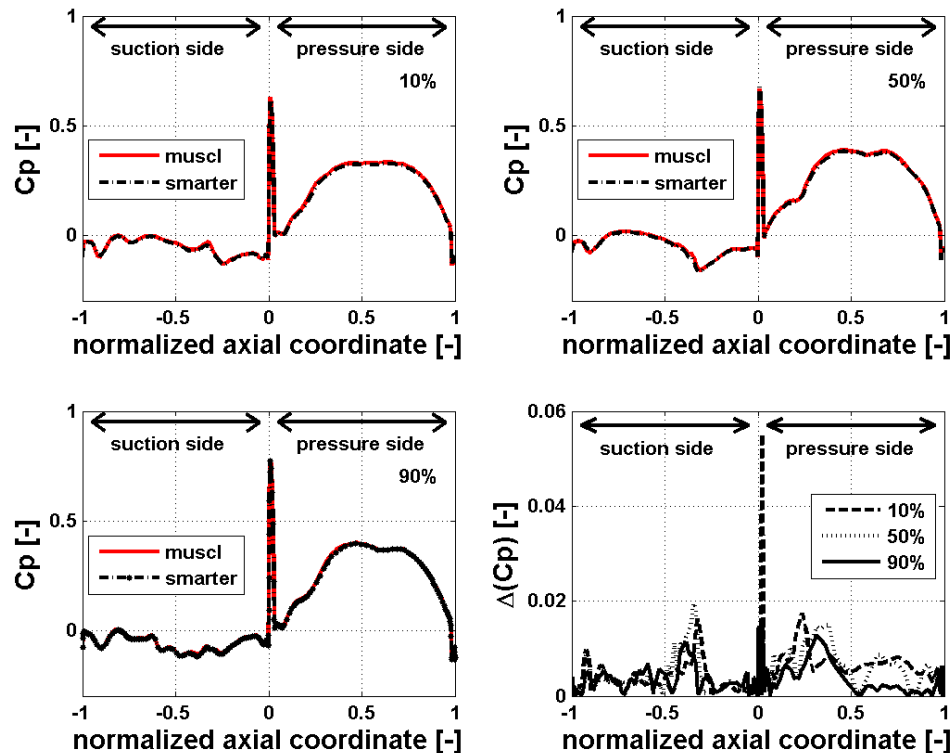 1
suction side
pressure side
10%
0.5
Cp [-]
muscl
smarter
0
-1
-0.5
0
0.5
1
normalized axial coordinate [-]
1
suction side
pressure side
50%
0.5
Cp [-]
muscl
smarter
0
-1
-0.5
0
0.5
1
normalized axial coordinate [-]
1
suction side
pressure side
90%
0.5
Cp [-]
muscl
smarter
0
-1
-0.5
0
0.5
1
normalized axial coordinate [-]
0.06
suction side
pressure side
0.04
Δ(Cp) [-]
10%
50%
90%
0.02
0
-1
-0.5
0
0.5
1
normalized axial coordinate [-]